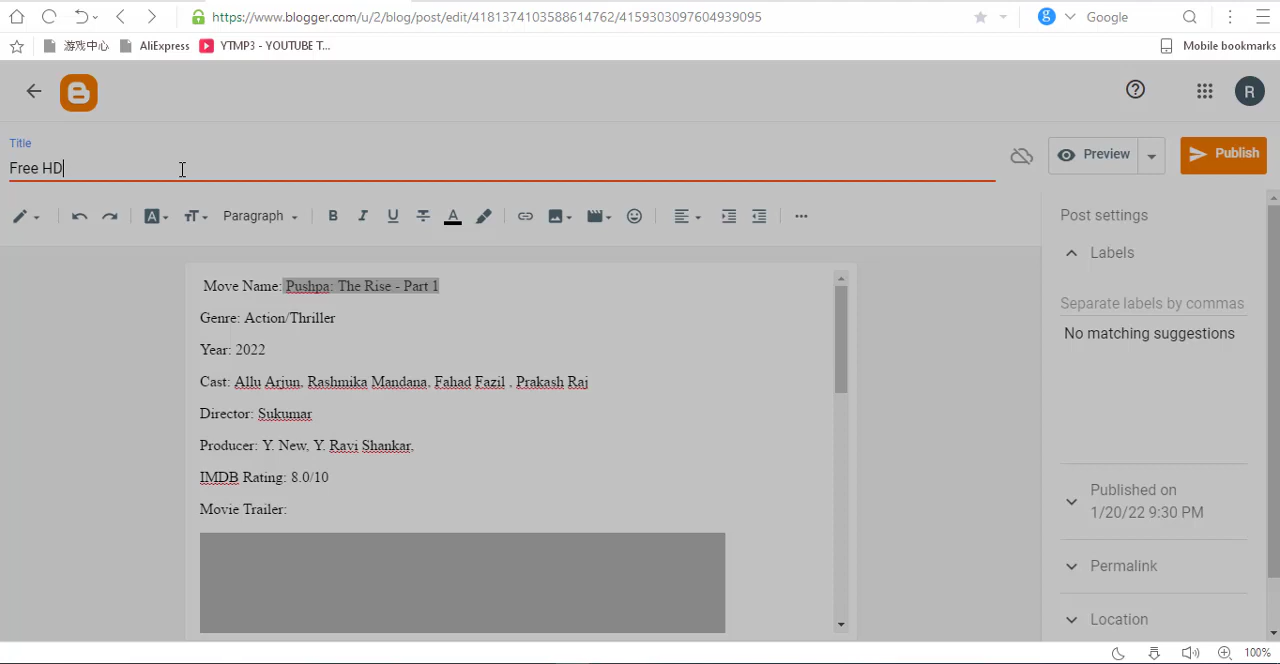 https://www.blogger.com/u/2/blog/post/edit/4181374103588614762/4159303097604939095
g Google
游戏中心 AliExpress YTMP3 - YOUTUBE T... Mobile bookmarks
R
Title
Free HD
Preview Publish
Paragraph
Post settings
Labels
Separate labels by commas
No matching suggestions
Published on
1/20/22 9:30 PM
Permalink
Location
Move Name: Pushpa: The Rise - Part 1
Genre: Action/Thriller
Year: 2022
Cast: Allu Arjun, Rashmika Mandana, Fahad Fazil , Prakash Raj
Director: Sukumar
Producer: Y. New, Y. Ravi Shankar,
IMDB Rating: 8.0/10
Movie Trailer:
100%